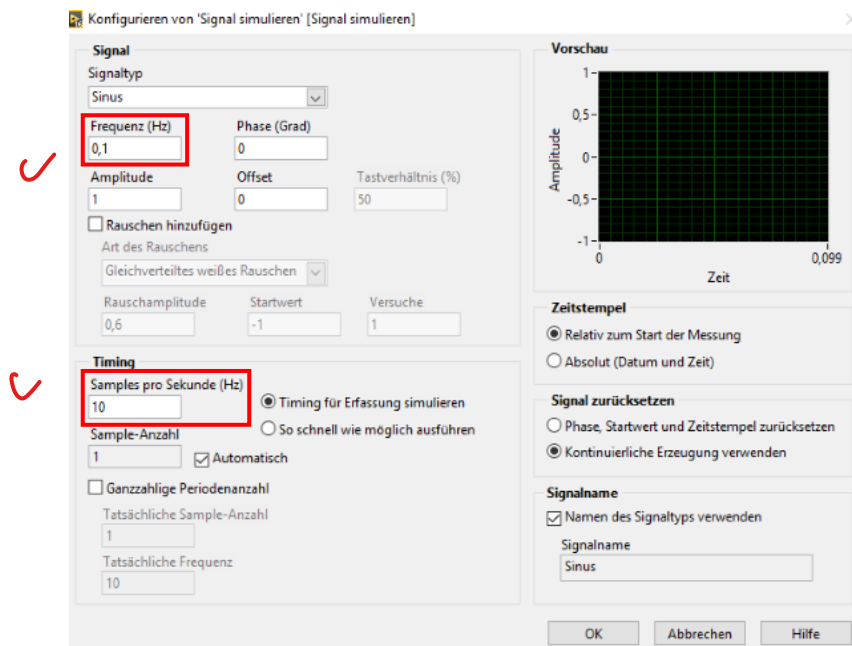 Konfigurieren von 'Signal simulieren' [Signal simulieren]
Signal
Signaltyp
Sinus
Frequenz (Hz)
Phase (Grad)
0,1
0
Amplitude
Offset
Tastverhältnis (%)
1
0
50
Rauschen hinzufügen
Art des Rauschens
Gleichverteiltes weißes Rauschen
Rauschamplitude
Startwert
Versuche
0,6
-1
1
Timing
Samples pro Sekunde (Hz)
10
Timing für Erfassung simulieren
So schnell wie möglich ausführen
Sample-Anzahl
1
Automatisch
Ganzzahlige Periodenanzahl
Tatsächliche Sample-Anzahl
1
Tatsächliche Frequenz
10
Vorschau
1
0,5
0
-0,5
-1
Amplitude
0
0,099
Zeit
Zeitstempel
Relativ zum Start der Messung
Absolut (Datum und Zeit)
Signal zurücksetzen
Phase, Startwert und Zeitstempel zurücksetzen
Kontinuierliche Erzeugung verwenden
Signalname
Namen des Signaltyps verwenden
Signalname
Sinus
OK
Abbrechen
Hilfe